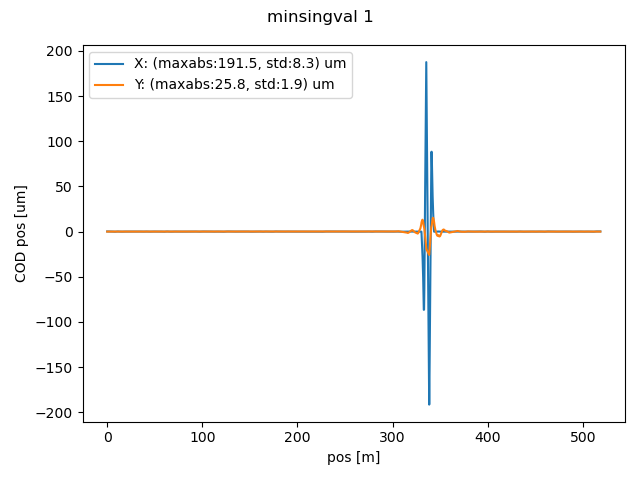 minsingval 1
200
150
100
50
0
−50
−100
−150
−200
COD pos [um]
X: (maxabs:191.5, std:8.3) um
Y: (maxabs:25.8, std:1.9) um
0 100 200 300 400 500
pos [m]